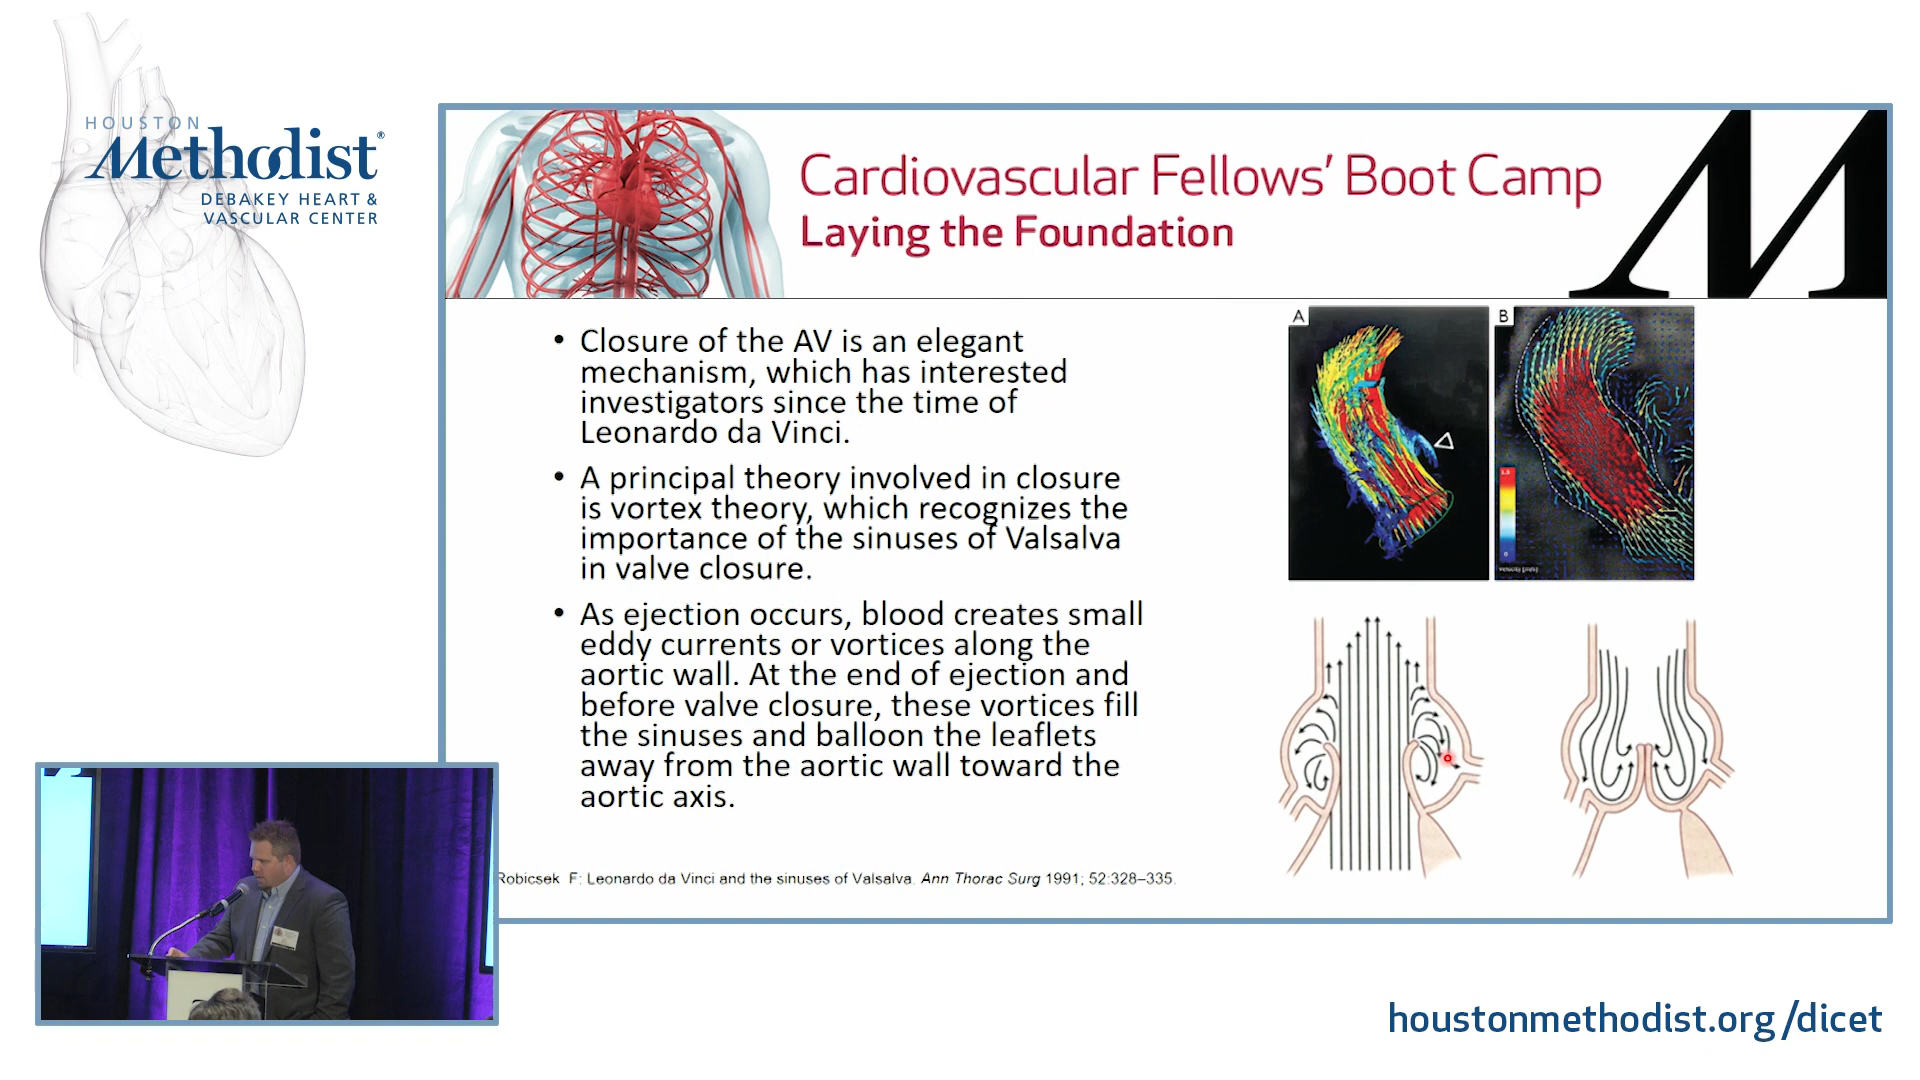 HOUSTON
Methodist®
DEBAKEY HEART &
VASCULAR CENTER
Cardiovascular Fellows’ Boot Camp
Laying the Foundation
M
• Closure of the AV is an elegant
mechanism, which has interested
investigators since the time of
Leonardo da Vinci.
• A principal theory involved in closure
is vortex theory, which recognizes the
importance of the sinuses of Valsalva
in valve closure.
• As ejection occurs, blood creates small
eddy currents or vortices along the
aortic wall. At the end of ejection and
before valve closure, these vortices fill
the sinuses and balloon the leaflets
away from the aortic wall toward the
aortic axis.
A
B
0
Robicsek F: Leonardo da Vinci and the sinuses of Valsalva. Ann Thorac Surg 1991; 52:328–335.
houstonmethodist.org/dicet